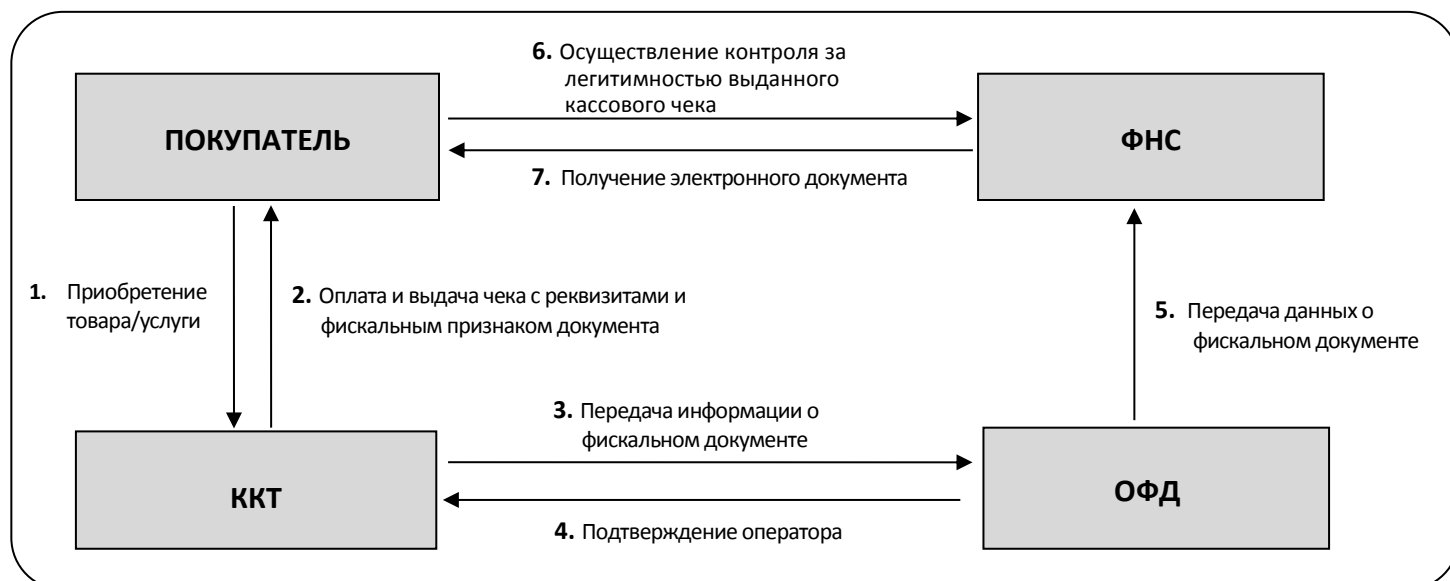 6. Осуществление контроля за
легитимностью выданного
кассового чека
ПОКУПАТЕЛЬ
ФНС
7. Получение электронного документа
1. Приобретение
товара/услуги
2. Оплата и выдача чека с реквизитами и
фискальным признаком документа
5. Передача данных о
фискальном документе
3. Передача информации о
фискальном документе
ККТ
ОФД
4. Подтверждение оператора